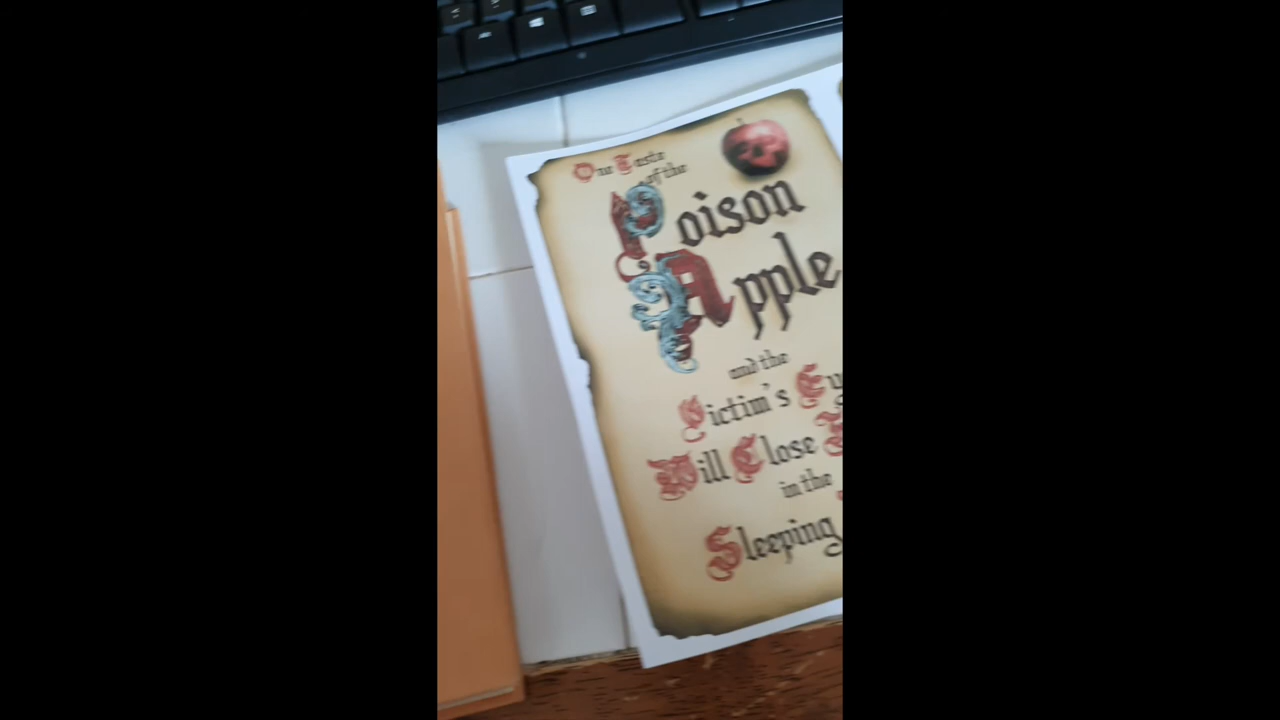 One Taste
of the
Poison
Apple
and the
Victim's
Will Close
in the
Sleeping